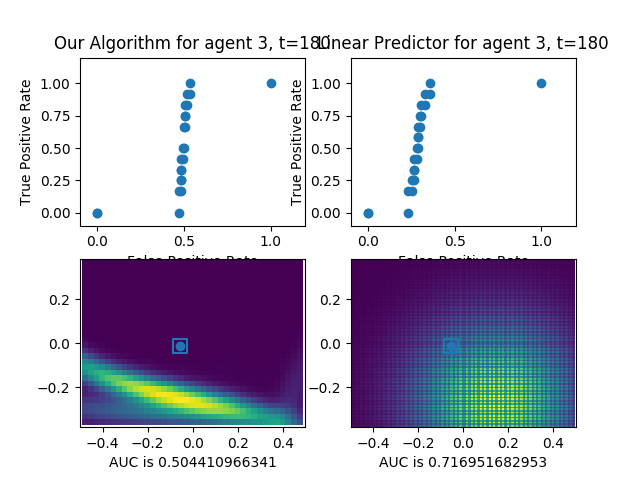 Our Algorithm for agent 3, t=180
Linear Predictor for agent 3, t=180
True Positive Rate
1.00
0.75
0.50
0.25
0.00
0.0 0.5 1.0
False Positive Rate
True Positive Rate
1.00
0.75
0.50
0.25
0.00
0.0 0.5 1.0
False Positive Rate
0.2
0.0
−0.2
−0.4 −0.2 0.0 0.2 0.4
AUC is 0.504410966341
0.2
0.0
−0.2
−0.4 −0.2 0.0 0.2 0.4
AUC is 0.716951682953